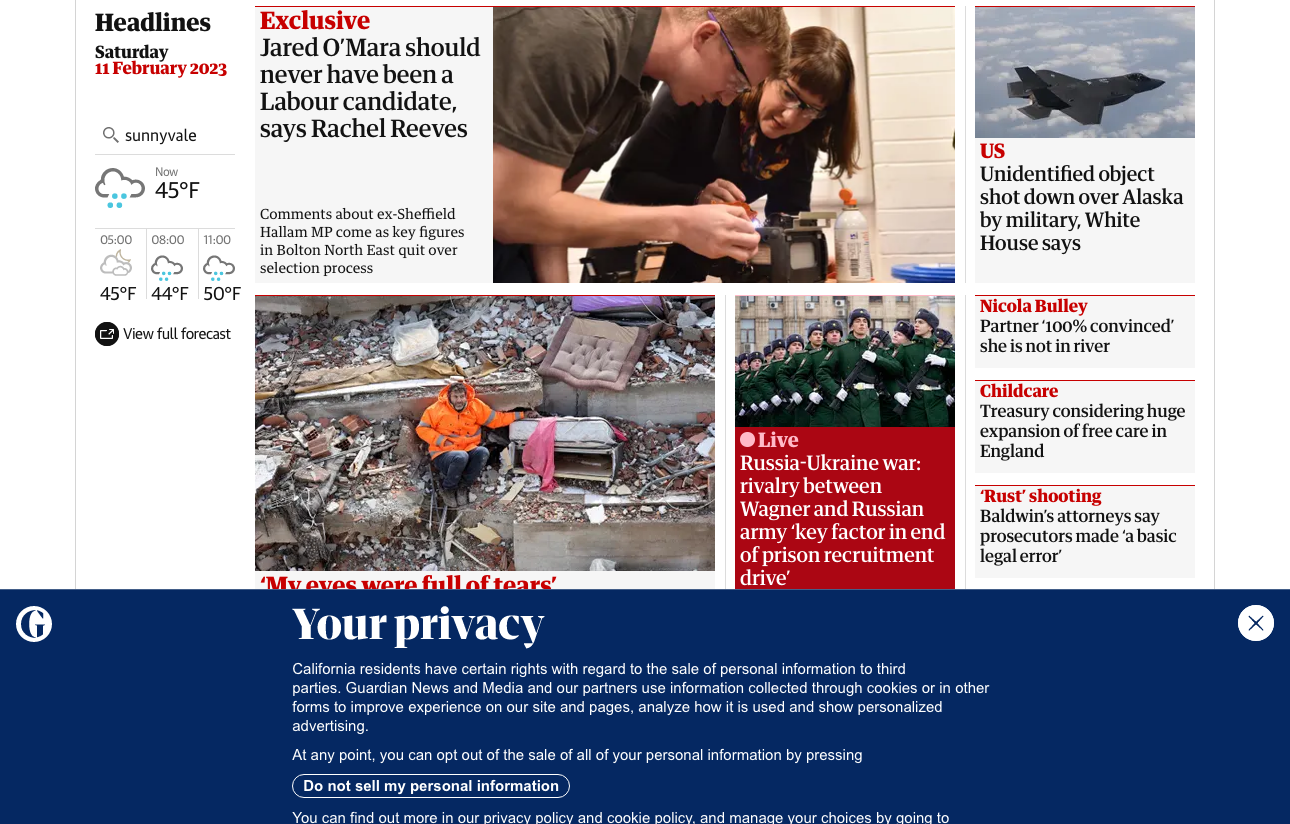 Headlines
Saturday
11 February 2023
sunnyvale
Now
45°F
05:00
08:00
11:00
45°F
44°F
50°F
View full forecast
Exclusive
Jared O’Mara should
never have been a
Labour candidate,
says Rachel Reeves
Comments about ex-Sheffield
Hallam MP come as key figures
in Bolton North East quit over
selection process
US
Unidentified object
shot down over Alaska
by military, White
House says
‘My eyes were full of tears’
Live
Russia-Ukraine war:
rivalry between
Wagner and Russian
army ‘key factor in end
of prison recruitment
drive’
Nicola Bulley
Partner ‘100% convinced’
she is not in river
Childcare
Treasury considering huge
expansion of free care in
England
‘Rust’ shooting
Baldwin’s attorneys say
prosecutors made ‘a basic
legal error’
G
Your privacy
California residents have certain rights with regard to the sale of personal information to third
parties. Guardian News and Media and our partners use information collected through cookies or in other
forms to improve experience on our site and pages, analyze how it is used and show personalized
advertising.
At any point, you can opt out of the sale of all of your personal information by pressing
Do not sell my personal information
You can find out more in our privacy policy and cookie policy, and manage your choices by going to